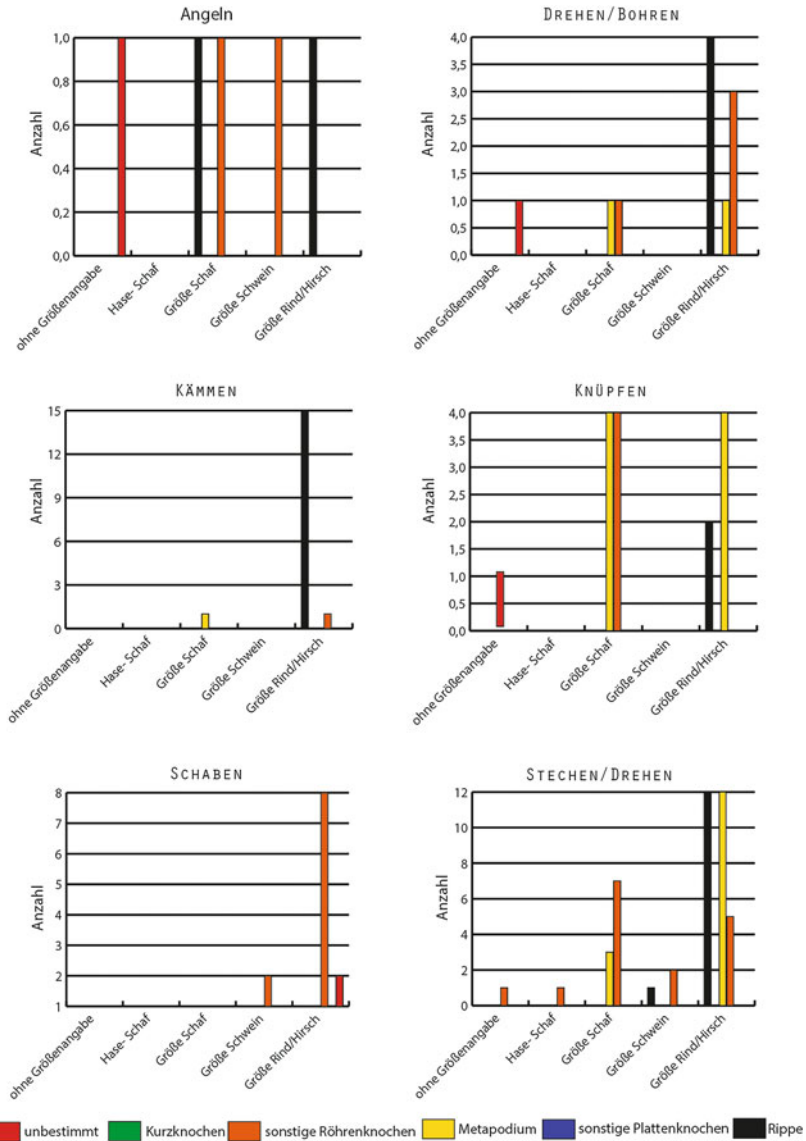 Angeln
Anzahl
1,0
0,8
0,6
0,4
0,2
0,0
ohne Größenangabe
Hase- Schaf
Größe Schaf
Größe Schwein
Größe Rind/Hirsch
DREHEN/BOHREN
Anzahl
4,0
3,5
3,0
2,5
2,0
1,5
1,0
0,5
0,0
ohne Größenangabe
Hase- Schaf
Größe Schaf
Größe Schwein
Größe Rind/Hirsch
KÄMMEN
Anzahl
15
12
9
6
3
0
ohne Größenangabe
Hase- Schaf
Größe Schaf
Größe Schwein
Größe Rind/Hirsch
KNÜPFEN
Anzahl
4,0
3,5
3,0
2,5
2,0
1,5
1,0
0,5
0,0
ohne Größenangabe
Hase- Schaf
Größe Schaf
Größe Schwein
Größe Rind/Hirsch
SCHABEN
Anzahl
8
7
6
5
4
3
2
1
ohne Größenangabe
Hase- Schaf
Größe Schaf
Größe Schwein
Größe Rind/Hirsch
STECHEN/DREHEN
Anzahl
12
10
8
6
4
2
0
ohne Größenangabe
Hase- Schaf
Größe Schaf
Größe Schwein
Größe Rind/Hirsch
unbestimmt Kurzknochen sonstige Röhrenknochen Metapodium sonstige Plattenknochen Rippe